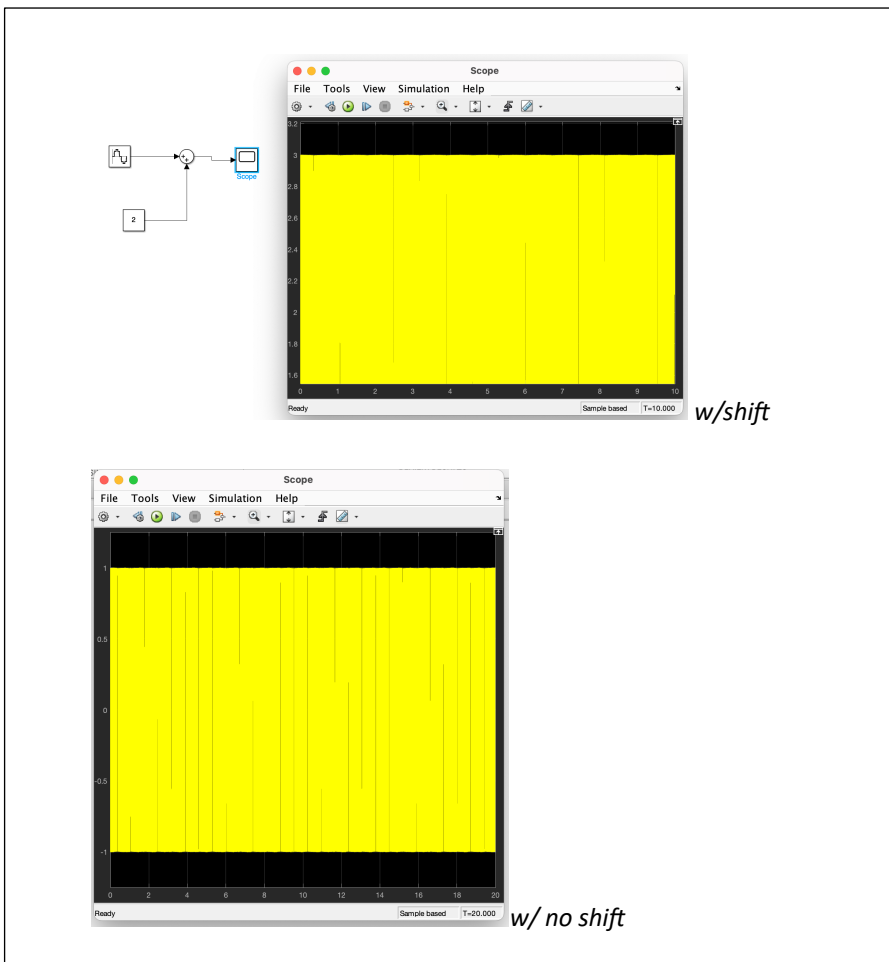 Scope
File Tools View Simulation Help
3.2
3
2.8
2.6
2.4
2.2
2
1.8
1.6
0 1 2 3 4 5 6 7 8 9 10
Ready Sample based T=10.000
w/shift
Scope
2
Scope
File Tools View Simulation Help
1
0.5
0
-0.5
-1
0 2 4 6 8 10 12 14 16 18 20
Ready Sample based T=20.000
w/ no shift